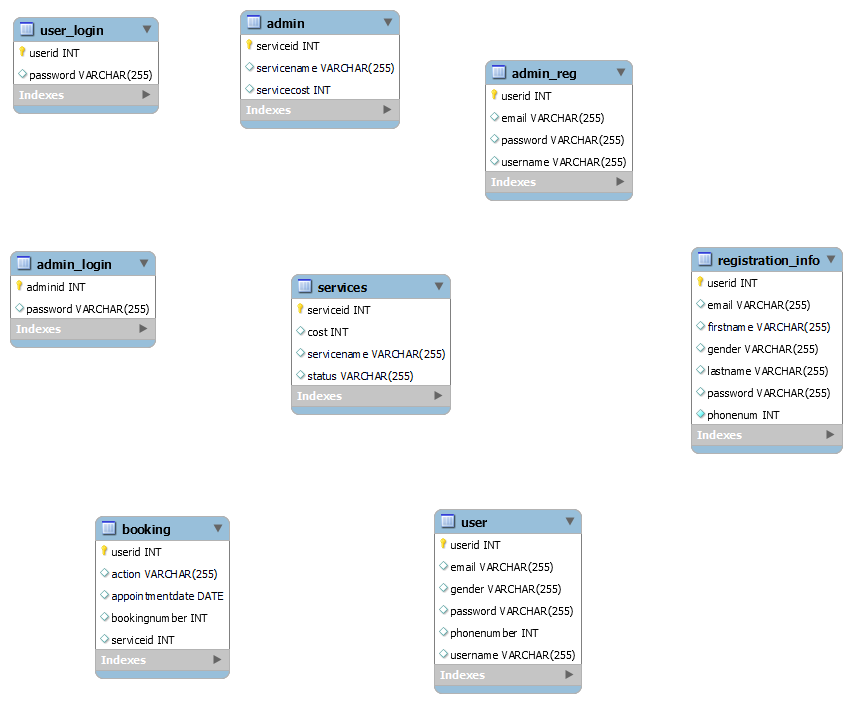 user_login
userid INT
password VARCHAR(255)
Indexes
admin
serviceid INT
servicename VARCHAR(255)
servicecost INT
Indexes
admin_reg
userid INT
email VARCHAR(255)
password VARCHAR(255)
username VARCHAR(255)
Indexes
admin_login
adminid INT
password VARCHAR(255)
Indexes
services
serviceid INT
cost INT
servicename VARCHAR(255)
status VARCHAR(255)
Indexes
registration_info
userid INT
email VARCHAR(255)
firstname VARCHAR(255)
gender VARCHAR(255)
lastname VARCHAR(255)
password VARCHAR(255)
phonenum INT
Indexes
booking
userid INT
action VARCHAR(255)
appointmentdate DATE
bookingnumber INT
serviceid INT
Indexes
user
userid INT
email VARCHAR(255)
gender VARCHAR(255)
password VARCHAR(255)
phonenumber INT
username VARCHAR(255)
Indexes